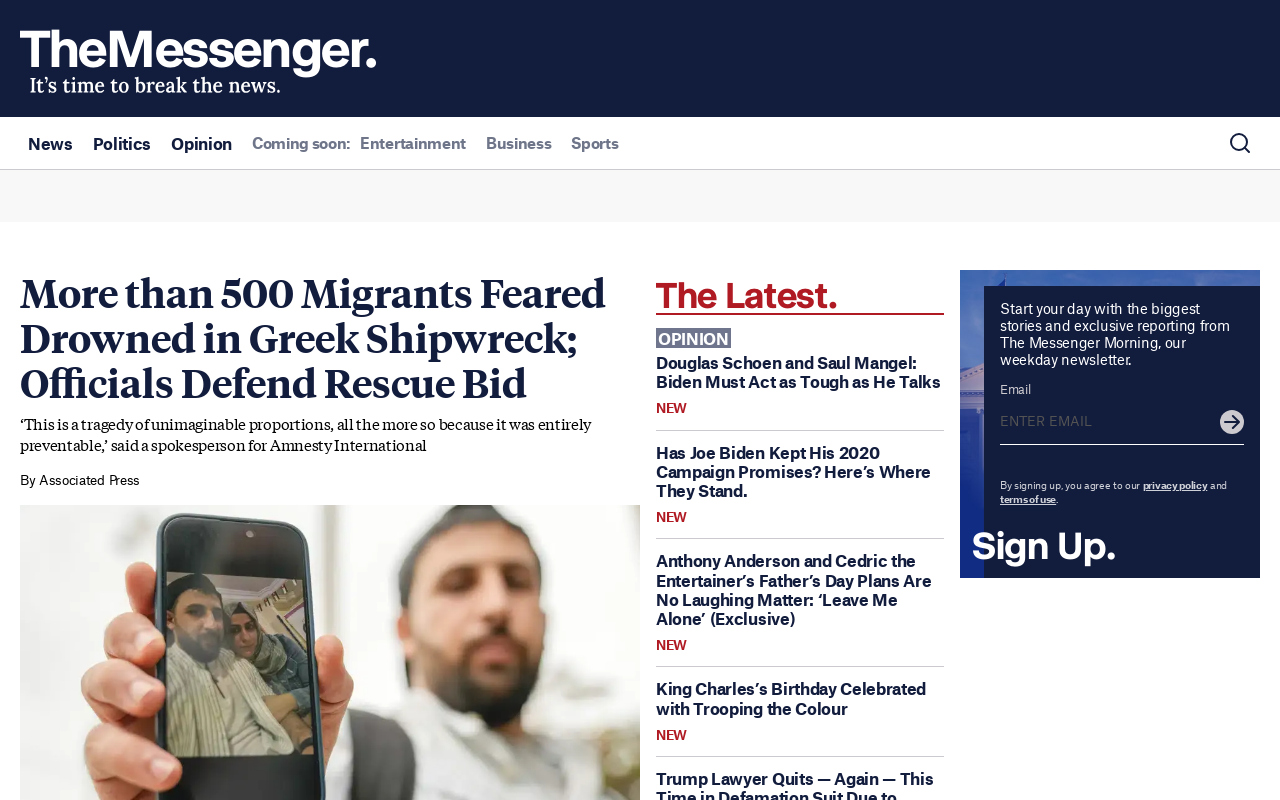 TheMessenger.
It's time to break the news.
News Politics Opinion Coming soon: Entertainment Business Sports
More than 500 Migrants Feared
Drowned in Greek Shipwreck;
Officials Defend Rescue Bid
‘This is a tragedy of unimaginable proportions, all the more so because it was entirely
preventable,’ said a spokesperson for Amnesty International
By Associated Press
The Latest.
OPINION
Douglas Schoen and Saul Mangel:
Biden Must Act as Tough as He Talks
NEW
Has Joe Biden Kept His 2020
Campaign Promises? Here’s Where
They Stand.
NEW
Anthony Anderson and Cedric the
Entertainer’s Father’s Day Plans Are
No Laughing Matter: ‘Leave Me
Alone’ (Exclusive)
NEW
King Charles’s Birthday Celebrated
with Trooping the Colour
NEW
Trump Lawyer Quits — Again — This
Time in Defamation Suit Due to
Start your day with the biggest
stories and exclusive reporting from
The Messenger Morning, our
weekday newsletter.
Email
ENTER EMAIL
By signing up, you agree to our privacy policy and
terms of use.
Sign Up.